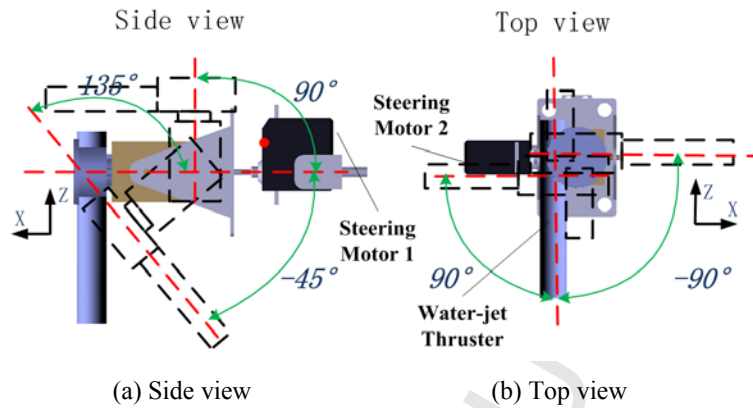 Side view
Top view
135°
90°
Steering
Motor 2
Z
X
Steering
Motor 1
-45°
Z
X
90°
-90°
Water-jet
Thruster
(a) Side view
(b) Top view